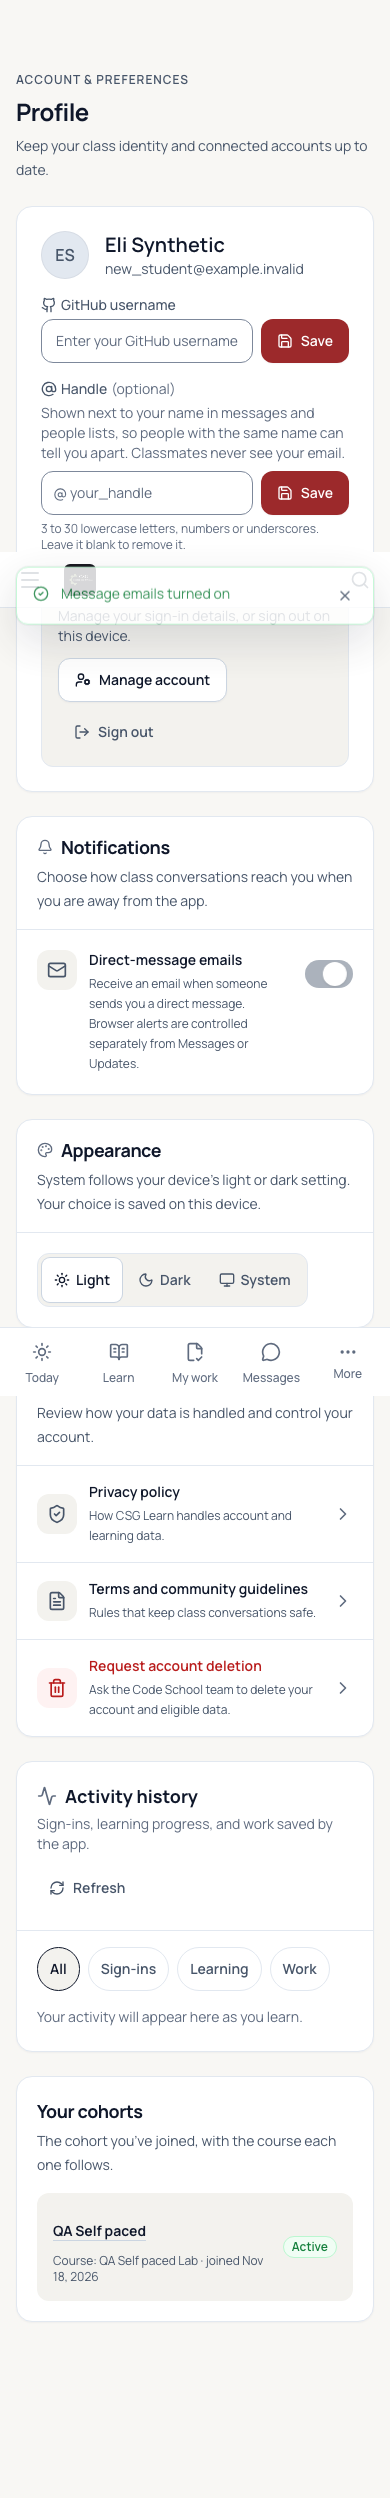 ACCOUNT & PREFERENCES
Profile
Keep your class identity and connected accounts up to
date.
ES
Eli Synthetic
new_student@example.invalid
GitHub username
Enter your GitHub username
Save
Handle (optional)
Shown next to your name in messages and
people lists, so people with the same name can
tell you apart. Classmates never see your email.
@ your_handle
Save
3 to 30 lowercase letters, numbers or underscores.
Leave it blank to remove it.
Message emails turned on
Manage your sign-in details, or sign out on
this device.
Manage account
Sign out
Notifications
Choose how class conversations reach you when
you are away from the app.
Direct-message emails
Receive an email when someone
sends you a direct message.
Browser alerts are controlled
separately from Messages or
Updates.
Appearance
System follows your device's light or dark setting.
Your choice is saved on this device.
Light
Dark
System
Today
Learn
My work
Messages
More
Review how your data is handled and control your
account.
Privacy policy
How CSG Learn handles account and
learning data.
Terms and community guidelines
Rules that keep class conversations safe.
Request account deletion
Ask the Code School team to delete your
account and eligible data.
Activity history
Sign-ins, learning progress, and work saved by
the app.
Refresh
All
Sign-ins
Learning
Work
Your activity will appear here as you learn.
Your cohorts
The cohort you've joined, with the course each
one follows.
QA Self paced
Course: QA Self paced Lab · joined Nov
18, 2026
Active